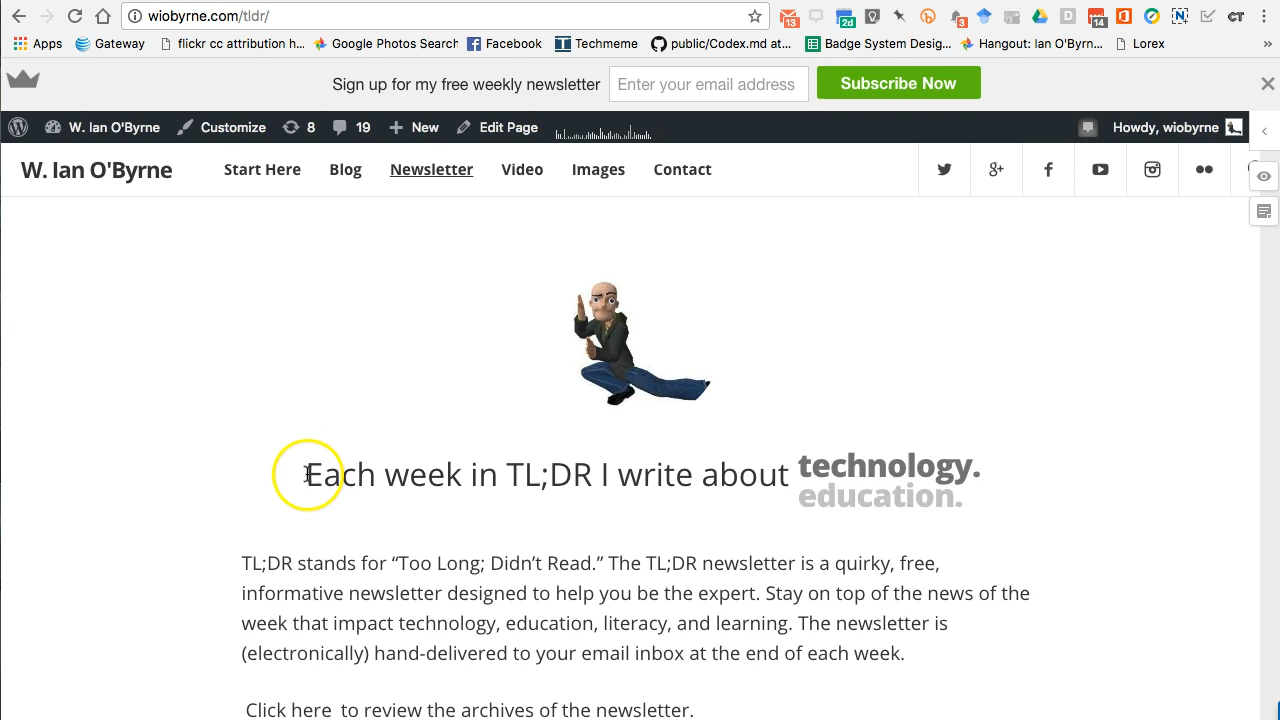 wiobyrne.com/tldr/
13
2d
3
14
Apps Gateway flickr cc attribution h... Google Photos Search Facebook Techmeme public/Codex.md at... Badge System Desig... Hangout: Ian O'Bryn... Lorex »
Sign up for my free weekly newsletter Enter your email address Subscribe Now
W. Ian O'Byrne Customize 8 19 New Edit Page Howdy, wiobyrne
W. Ian O'Byrne Start Here Blog Newsletter Video Images Contact
Each week in TL;DR I write about technology.
education.
TL;DR stands for “Too Long; Didn’t Read.” The TL;DR newsletter is a quirky, free,
informative newsletter designed to help you be the expert. Stay on top of the news of the
week that impact technology, education, literacy, and learning. The newsletter is
(electronically) hand-delivered to your email inbox at the end of each week.
Click here to review the archives of the newsletter.